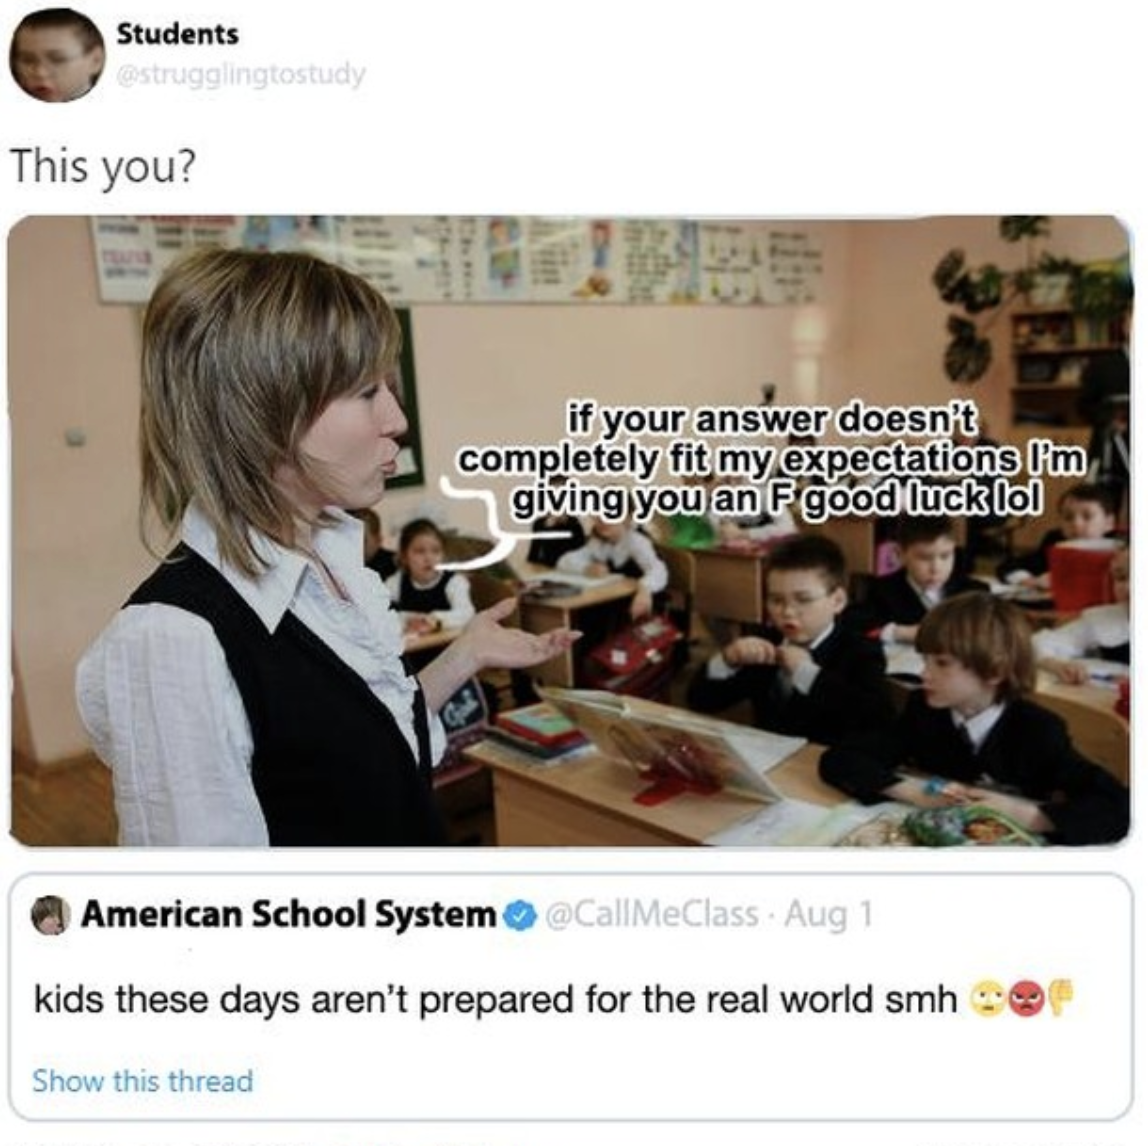 Students
@strugglingtostudy
This you?
if your answer doesn't
completely fit my expectations I'm
giving you an F good luck lol
American School System @CallMeClass · Aug 1
kids these days aren't prepared for the real world smh 🙄😡👎
Show this thread